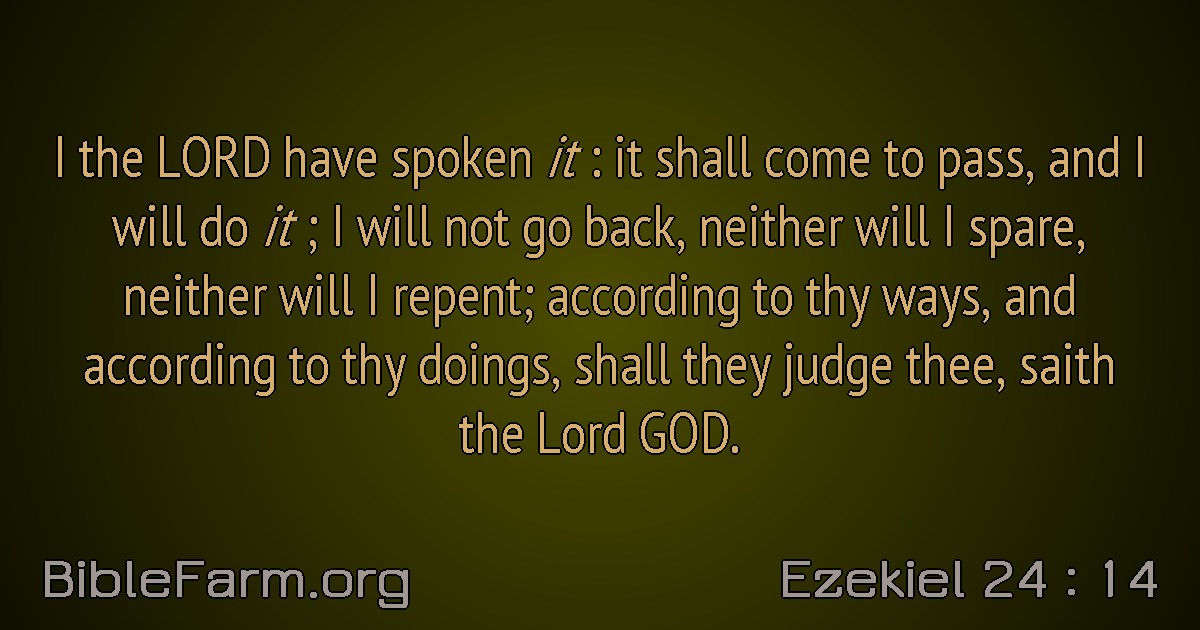 I the LORD have spoken it : it shall come to pass, and I
will do it ; I will not go back, neither will I spare,
neither will I repent; according to thy ways, and
according to thy doings, shall they judge thee, saith
the Lord GOD.
BibleFarm.org
Ezekiel 24 : 14